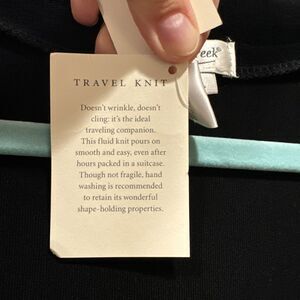 reek®
TRAVEL KNIT
Doesn't wrinkle, doesn't
cling: it's the ideal
traveling companion.
This fluid knit pours on
smooth and easy, even after
hours packed in a suitcase.
Though not fragile, hand
washing is recommended
to retain its wonderful
shape-holding properties.